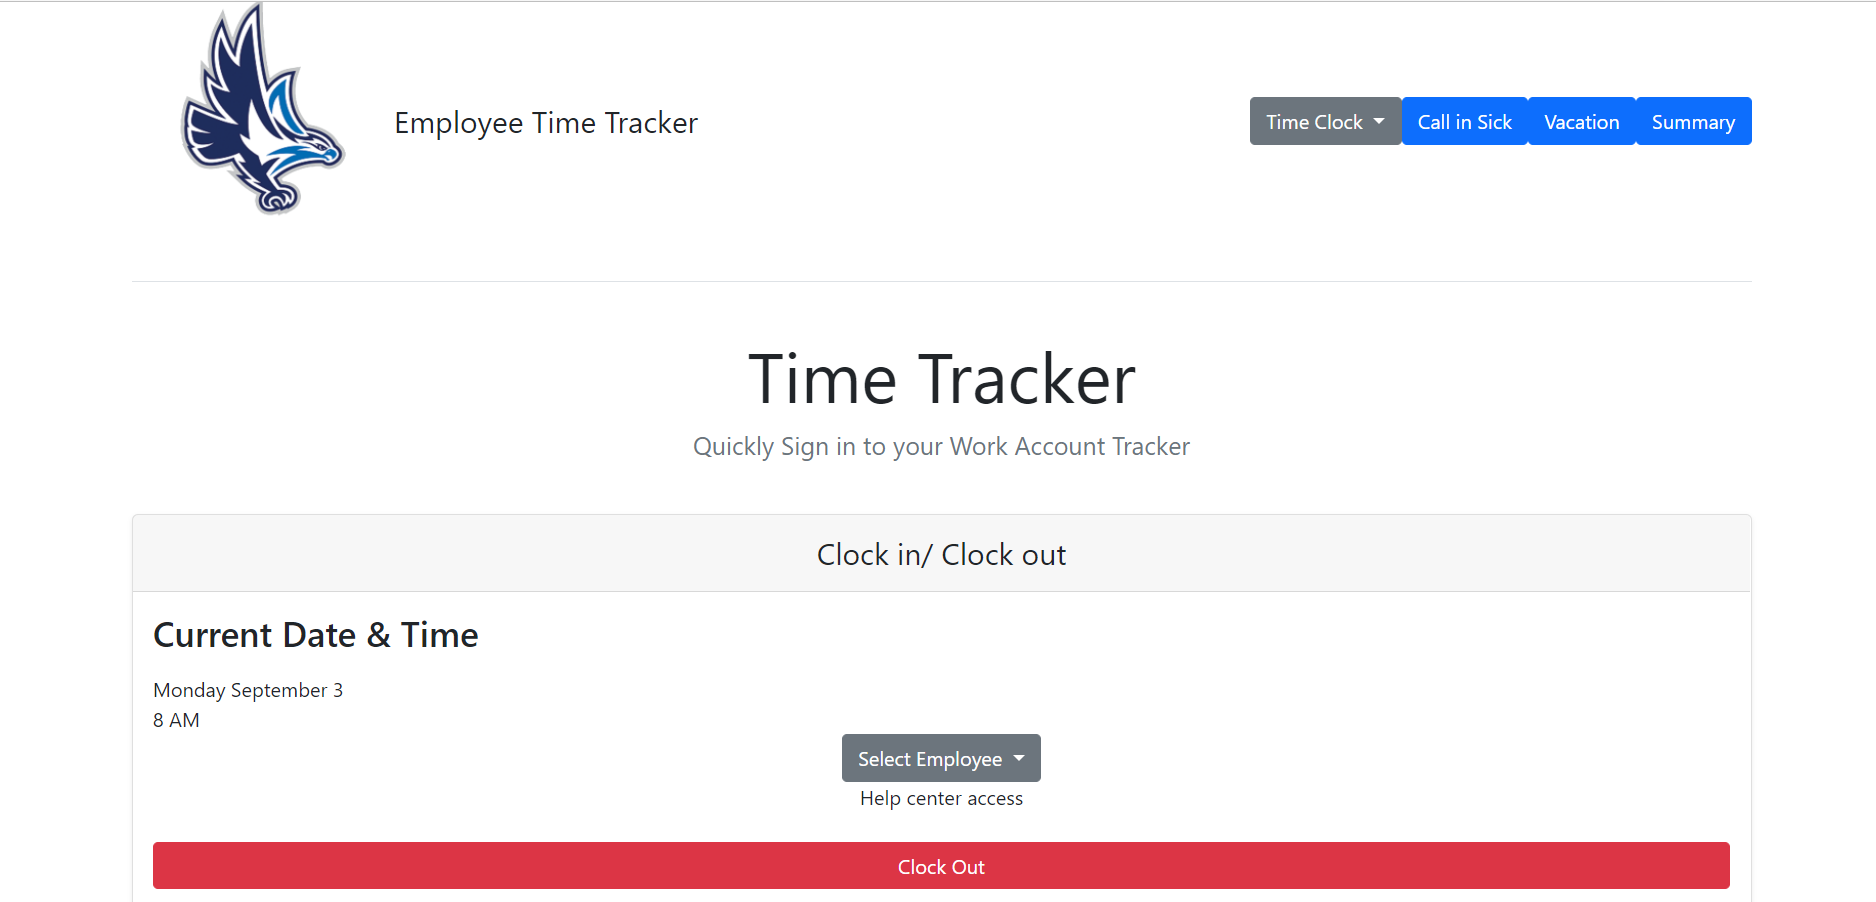 Employee Time Tracker
Time Clock
Call in Sick
Vacation
Summary
Time Tracker
Quickly Sign in to your Work Account Tracker
Clock in/ Clock out
Current Date & Time
Monday September 3
8 AM
Select Employee
Help center access
Clock Out